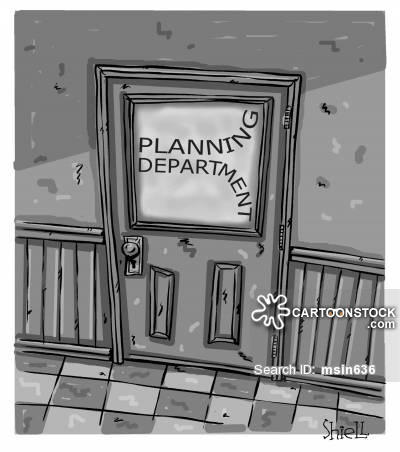 PLANNING
DEPARTMENT
CARTOONSTOCK
.com
Search ID: msin636
Shiell